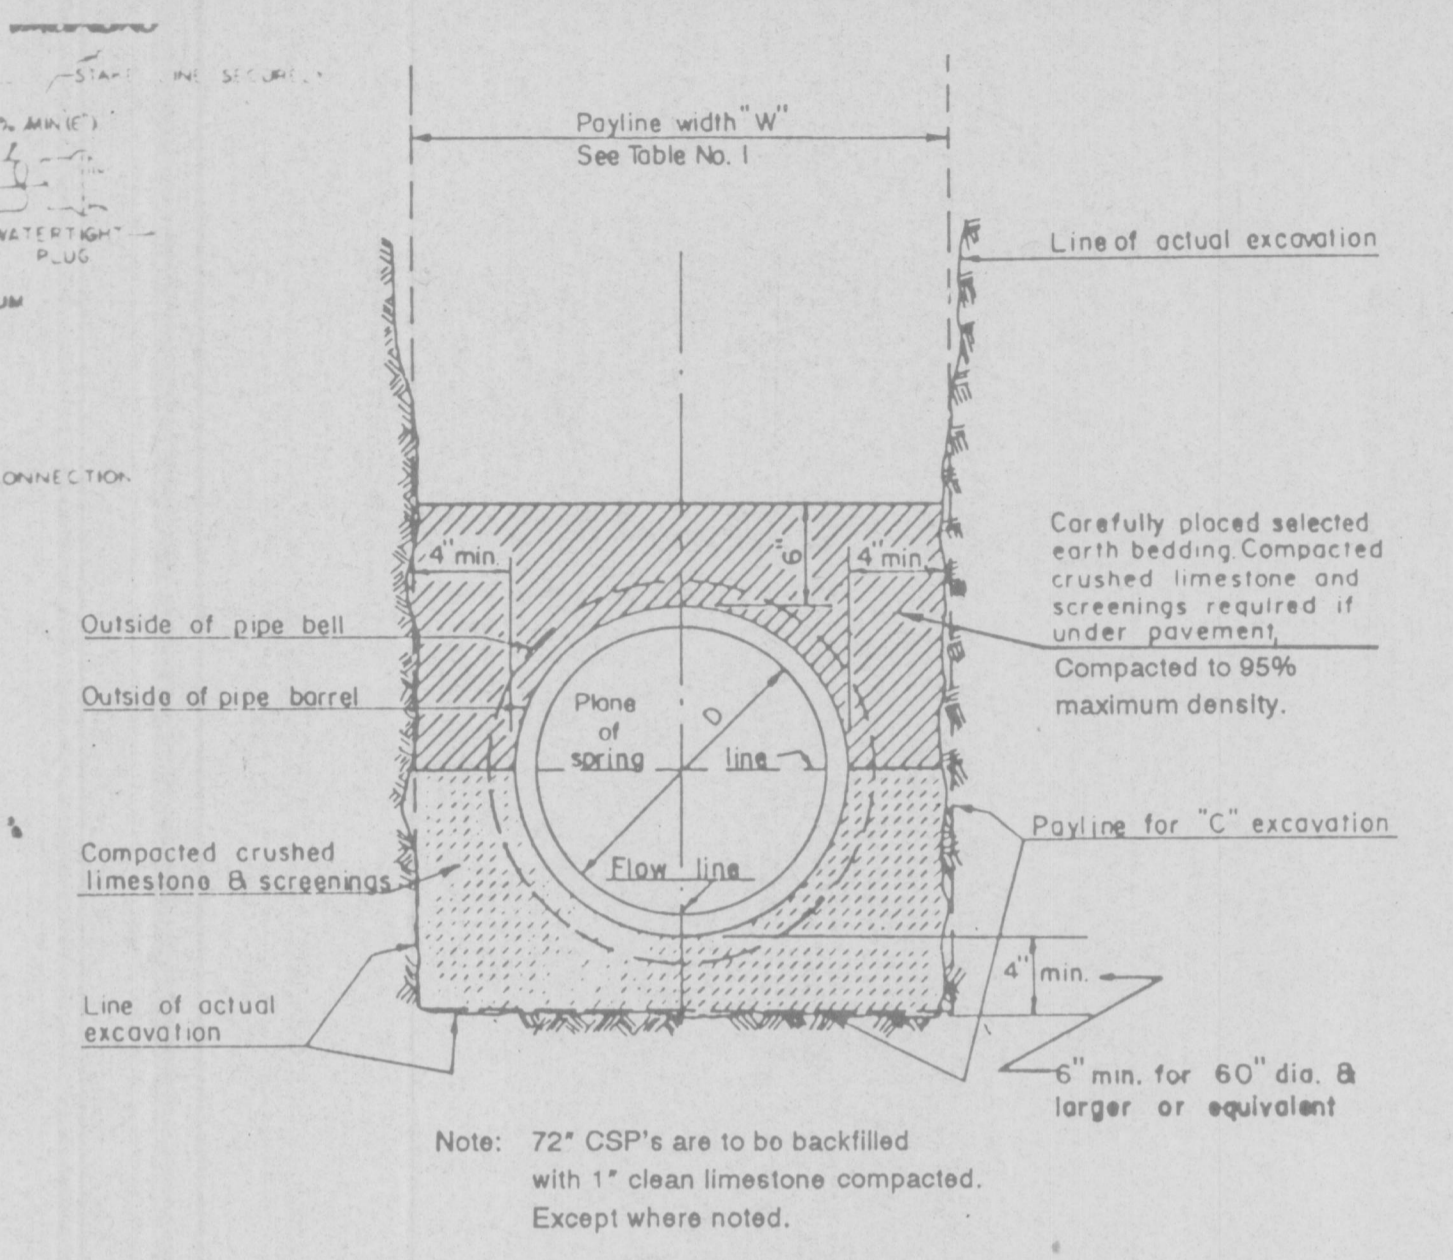 LINE SECURELY
MIN (E")
WATERTIGHT
PLUG
Payline width "W"
See Table No. 1
Line of actual excavation
4" min.
6"
4" min.
Carefully placed selected
earth bedding. Compacted
crushed limestone and
screenings required if
under pavement,
Compacted to 95%
maximum density.
Outside of pipe bell
Outside of pipe barrel
Plane
of
spring line
D
Flow line
Payline for "C" excavation
Compacted crushed
limestone & screenings
4" min.
Line of actual
excavation
6" min. for 60" dia. &
larger or equivalent
Note: 72" CSP's are to be backfilled
with 1" clean limestone compacted.
Except where noted.